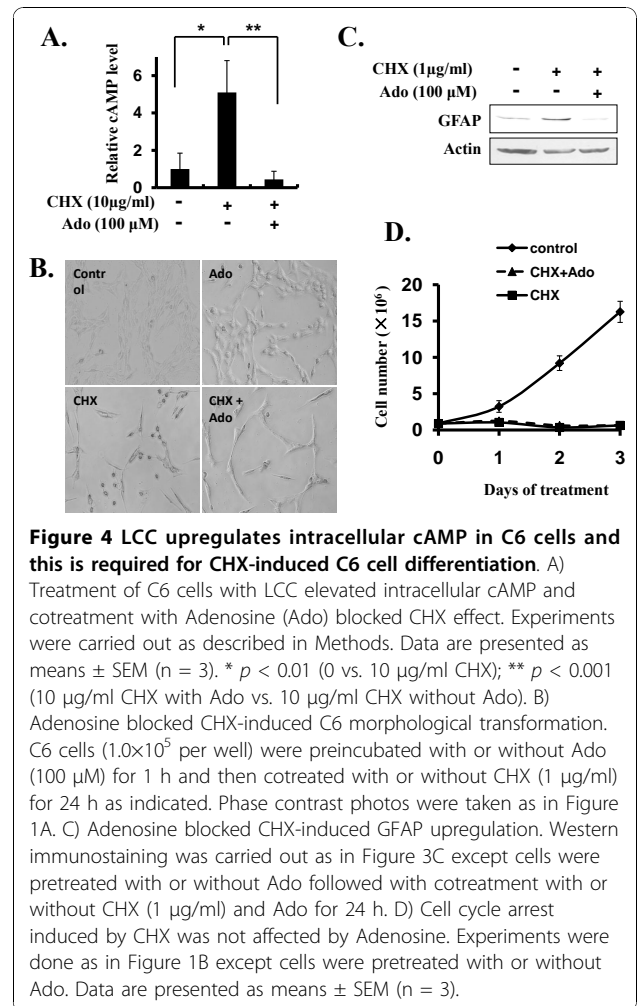 A.
* **
Relative cAMP level
6
4
2
0
CHX (10μg/ml) - + +
Ado (100 μM) - - +
B.
Contr
ol
Ado
CHX
CHX +
Ado
C.
CHX (1μg/ml) - + +
Ado (100 μM) - - +
GFAP
Actin
D.
control
CHX+Ado
CHX
Cell number (×10⁶)
20
15
10
5
0
0 1 2 3
Days of treatment
Figure 4 LCC upregulates intracellular cAMP in C6 cells and
this is required for CHX-induced C6 cell differentiation. A)
Treatment of C6 cells with LCC elevated intracellular cAMP and
cotreatment with Adenosine (Ado) blocked CHX effect. Experiments
were carried out as described in Methods. Data are presented as
means ± SEM (n = 3). * p < 0.01 (0 vs. 10 μg/ml CHX); ** p < 0.001
(10 μg/ml CHX with Ado vs. 10 μg/ml CHX without Ado). B)
Adenosine blocked CHX-induced C6 morphological transformation.
C6 cells (1.0×10⁵ per well) were preincubated with or without Ado
(100 μM) for 1 h and then cotreated with or without CHX (1 μg/ml)
for 24 h as indicated. Phase contrast photos were taken as in Figure
1A. C) Adenosine blocked CHX-induced GFAP upregulation. Western
immunostaining was carried out as in Figure 3C except cells were
pretreated with or without Ado followed with cotreatment with or
without CHX (1 μg/ml) and Ado for 24 h. D) Cell cycle arrest
induced by CHX was not affected by Adenosine. Experiments were
done as in Figure 1B except cells were pretreated with or without
Ado. Data are presented as means ± SEM (n = 3).